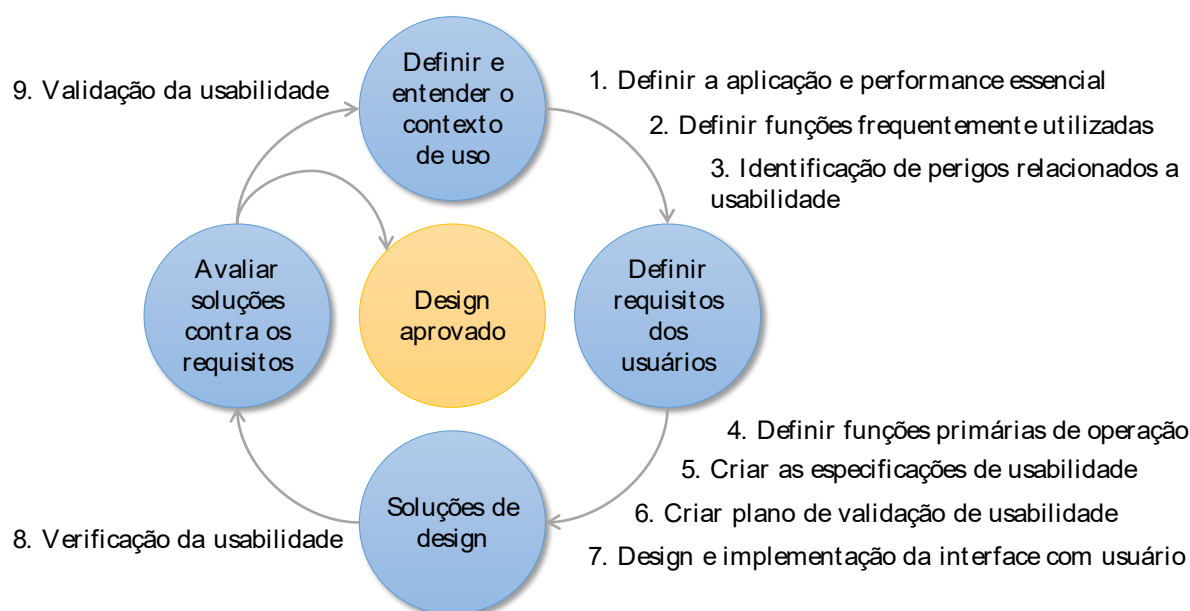 Definir e
entender o
contexto
de uso
9. Validação da usabilidade
1. Definir a aplicação e performance essencial
2. Definir funções frequentemente utilizadas
3. Identificação de perigos relacionados a
usabilidade
Avaliar
soluções
contra os
requisitos
Design
aprovado
Definir
requisitos
dos
usuários
4. Definir funções primárias de operação
5. Criar as especificações de usabilidade
6. Criar plano de validação de usabilidade
7. Design e implementação da interface com usuário
Soluções de
design
8. Verificação da usabilidade